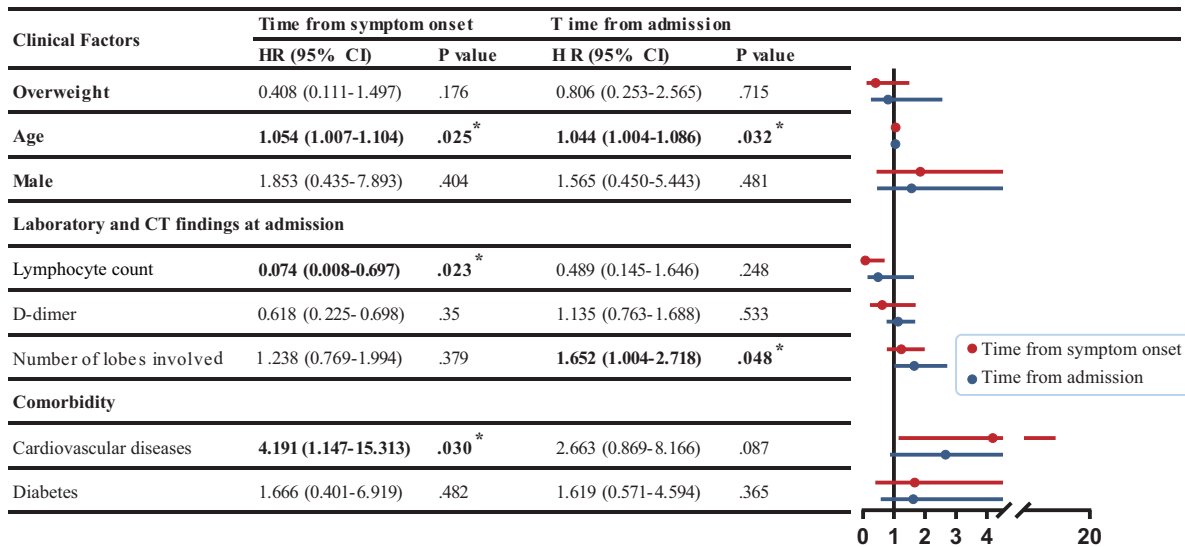 Clinical Factors Time from symptom onset T ime from admission
HR (95% CI) P value H R (95% CI) P value
Overweight 0.408 (0.111-1.497) .176 0.806 (0.253-2.565) .715
Age 1.054 (1.007-1.104) .025* 1.044 (1.004-1.086) .032*
Male 1.853 (0.435-7.893) .404 1.565 (0.450-5.443) .481
Laboratory and CT findings at admission
Lymphocyte count 0.074 (0.008-0.697) .023* 0.489 (0.145-1.646) .248
D-dimer 0.618 (0.225-0.698) .35 1.135 (0.763-1.688) .533
Number of lobes involved 1.238 (0.769-1.994) .379 1.652 (1.004-2.718) .048*
Time from symptom onset
Time from admission
Comorbidity
Cardiovascular diseases 4.191 (1.147-15.313) .030* 2.663 (0.869-8.166) .087
Diabetes 1.666 (0.401-6.919) .482 1.619 (0.571-4.594) .365
0 1 2 3 4 20